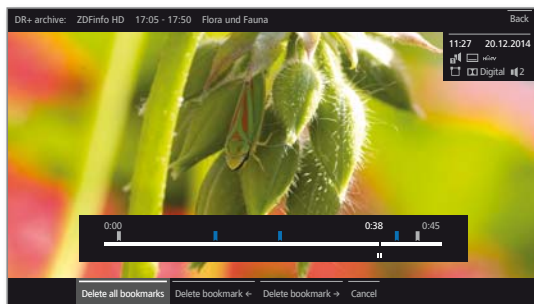 DR+ archive: ZDFinfo HD 17:05 - 17:50 Flora und Fauna Back
11:27 20.12.2014
Digital 2
0:00 0:38 0:45
Delete all bookmarks Delete bookmark ← Delete bookmark → Cancel